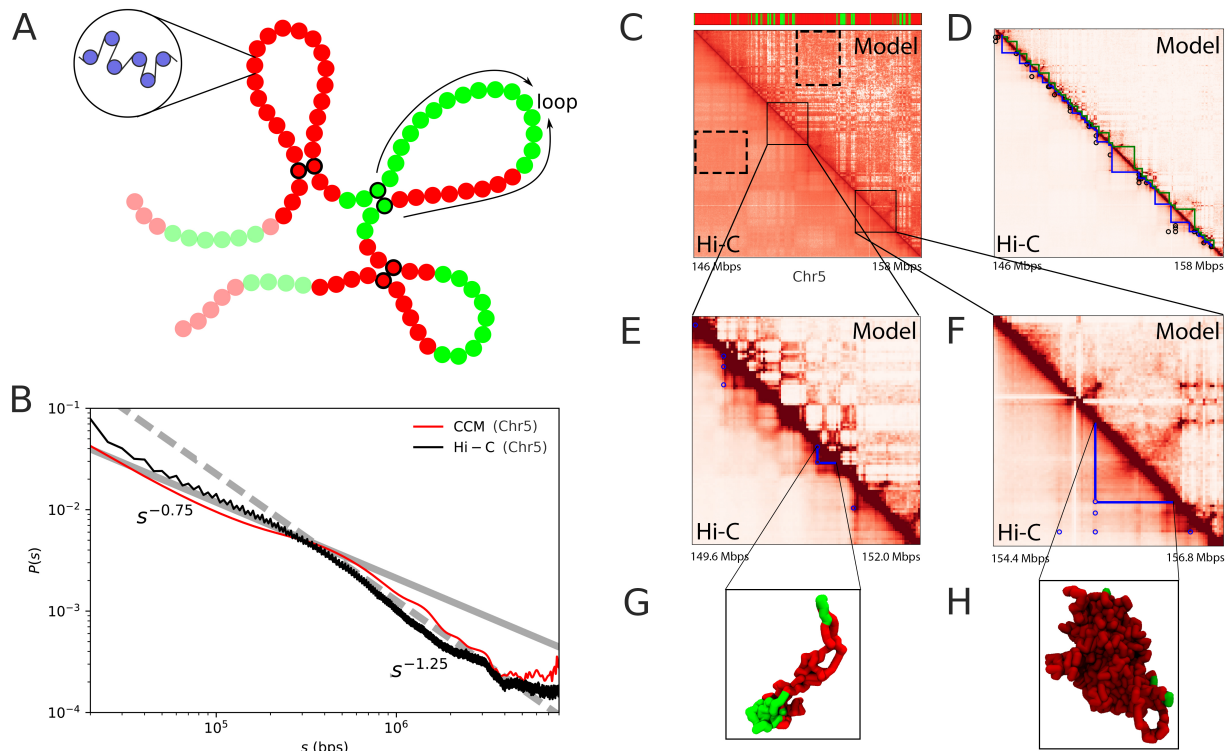 A
loop
B
10⁻¹
10⁻²
10⁻³
10⁻⁴
P(s)
CCM (Chr5)
Hi − C (Chr5)
s⁻⁰·⁷⁵
s⁻¹·²⁵
10⁵
10⁶
s (bps)
C
Model
Hi-C
146 Mbps
158 Mbps
Chr5
D
Model
Hi-C
146 Mbps
158 Mbps
E
Model
Hi-C
149.6 Mbps
152.0 Mbps
F
Model
Hi-C
154.4 Mbps
156.8 Mbps
G
H